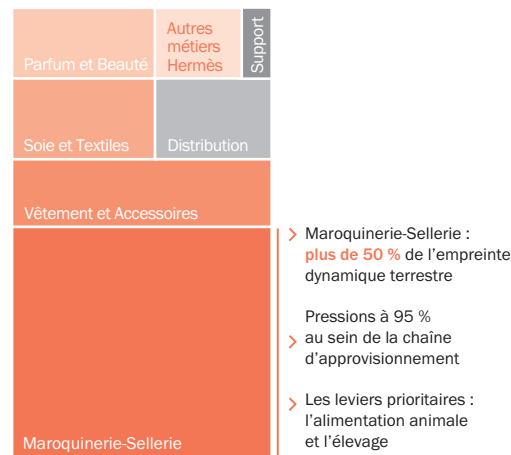 Parfum et Beauté
Autres
métiers
Hermès
Support
Soie et Textiles
Distribution
Vêtement et Accessoires
Maroquinerie-Sellerie
Maroquinerie-Sellerie :
plus de 50 % de l’empreinte
dynamique terrestre
Pressions à 95 %
au sein de la chaîne
d’approvisionnement
Les leviers prioritaires :
l’alimentation animale
et l’élevage